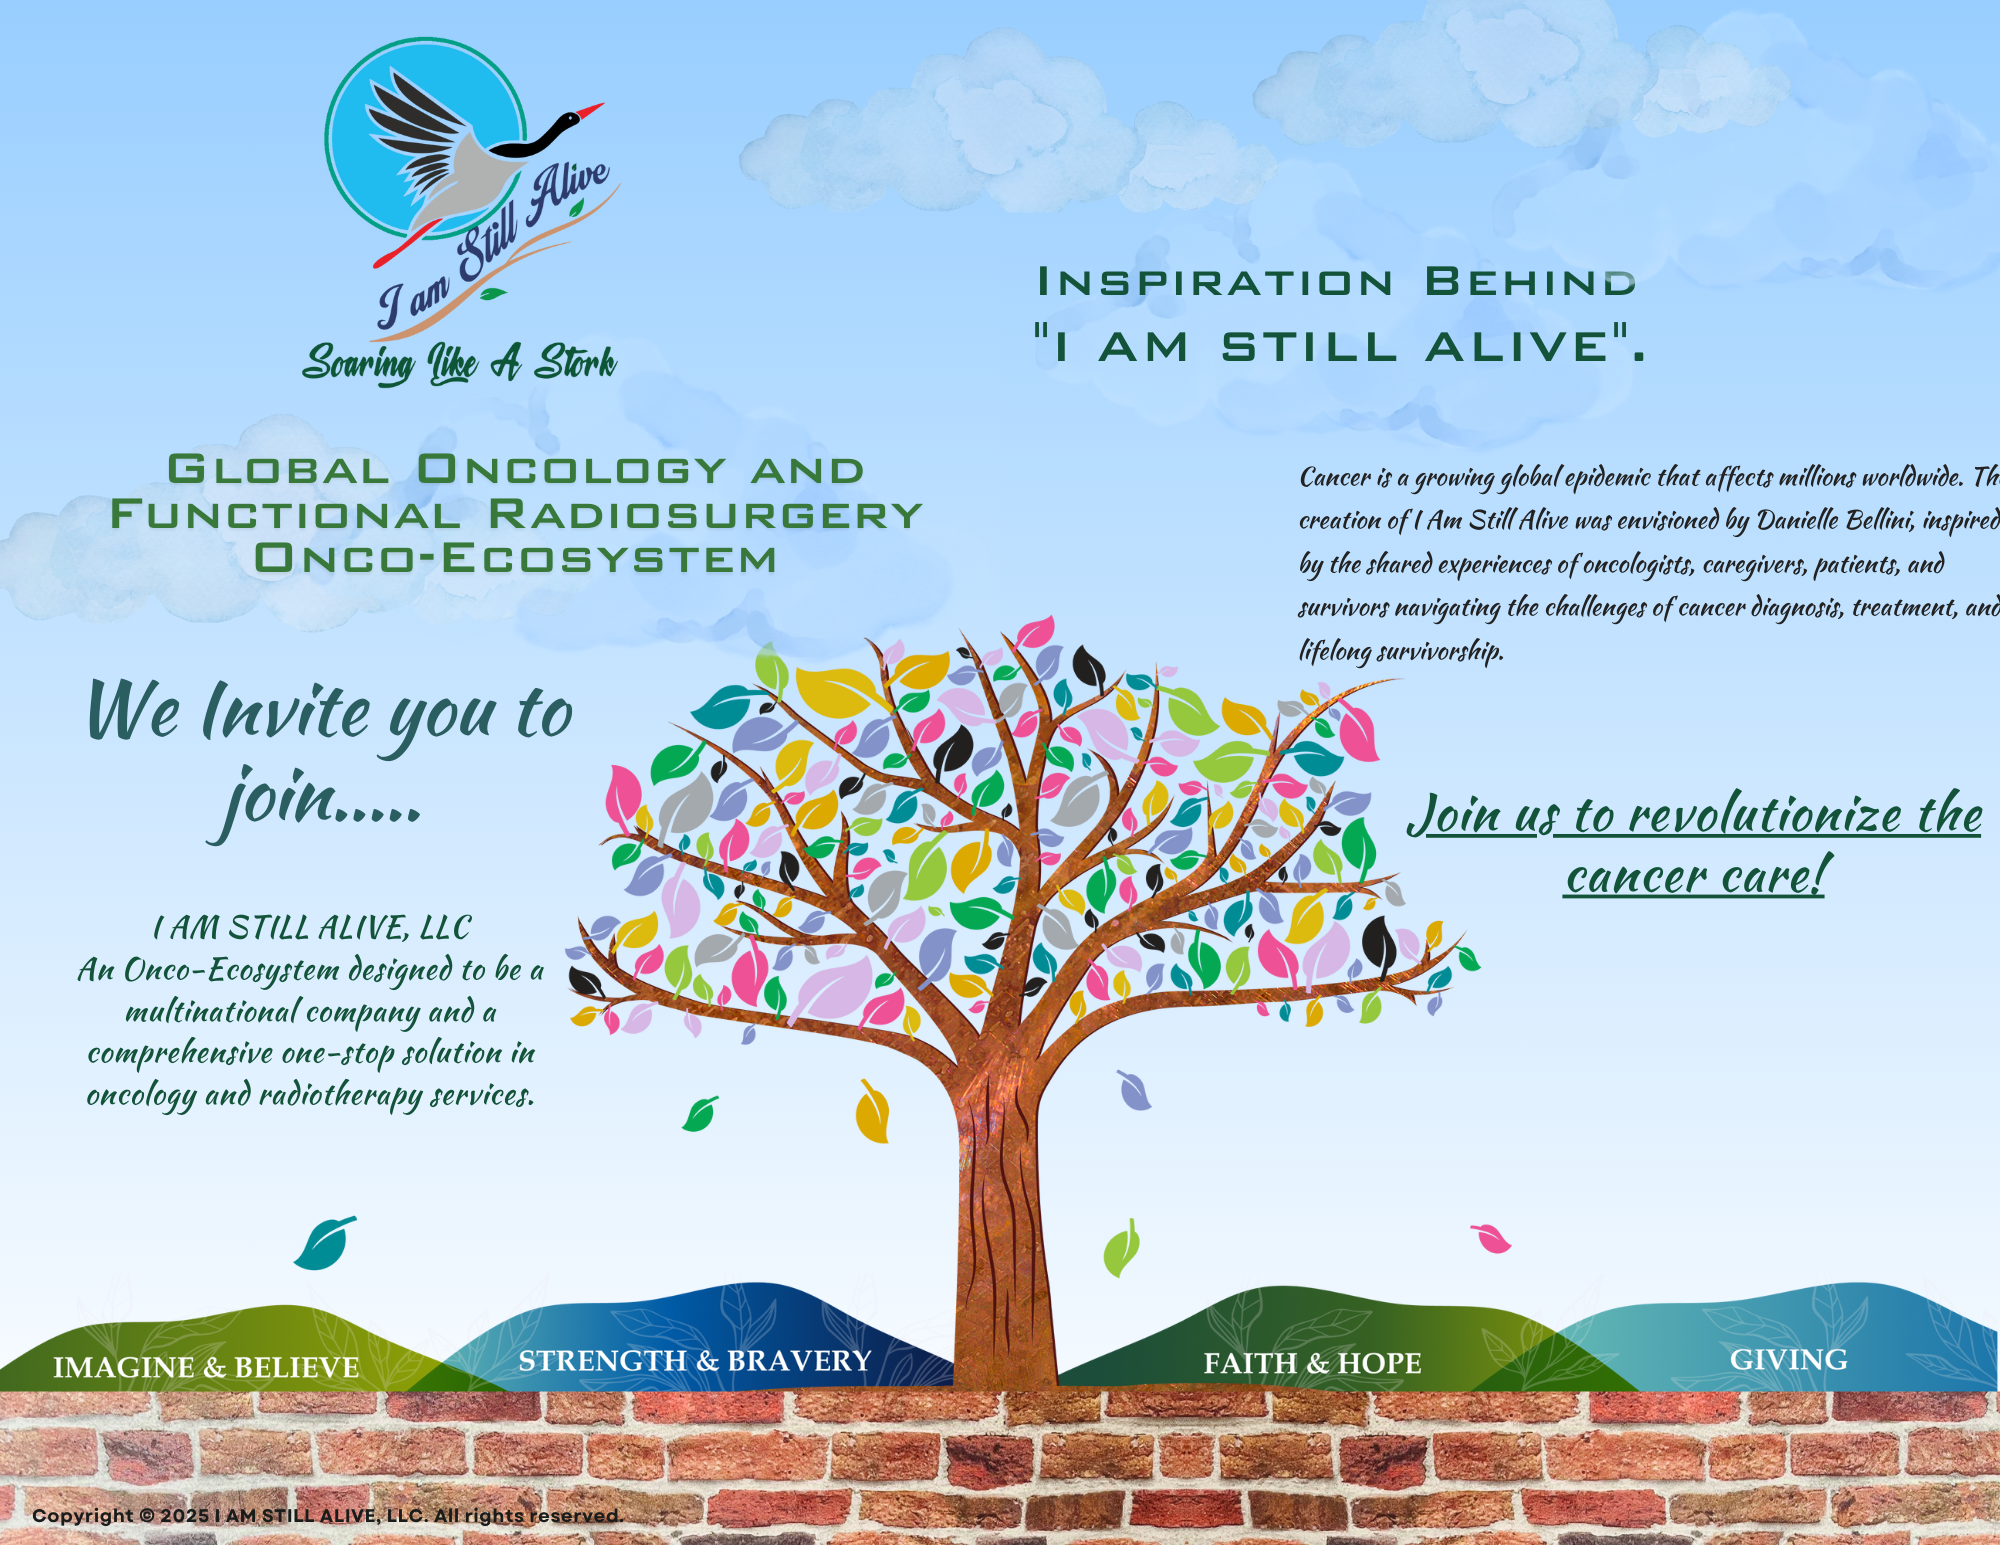 I am Still Alive
Soaring Like A Stork
Global Oncology and
Functional Radiosurgery
Onco-Ecosystem
We Invite you to
join.....
I AM STILL ALIVE, LLC
An Onco-Ecosystem designed to be a
multinational company and a
comprehensive one-stop solution in
oncology and radiotherapy services.
Inspiration Behind
"I AM STILL ALIVE".
Cancer is a growing global epidemic that affects millions worldwide. Th
creation of I Am Still Alive was envisioned by Danielle Bellini, inspired
by the shared experiences of oncologists, caregivers, patients, and
survivors navigating the challenges of cancer diagnosis, treatment, and
lifelong survivorship.
Join us to revolutionize the
cancer care!
IMAGINE & BELIEVE
STRENGTH & BRAVERY
FAITH & HOPE
GIVING
Copyright © 2025 I AM STILL ALIVE, LLC. All rights reserved.